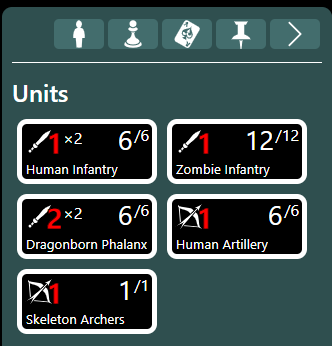 Units
1 ×2 6/6
Human Infantry
1 12/12
Zombie Infantry
2 ×2 6/6
Dragonborn Phalanx
1 6/6
Human Artillery
1 1/1
Skeleton Archers